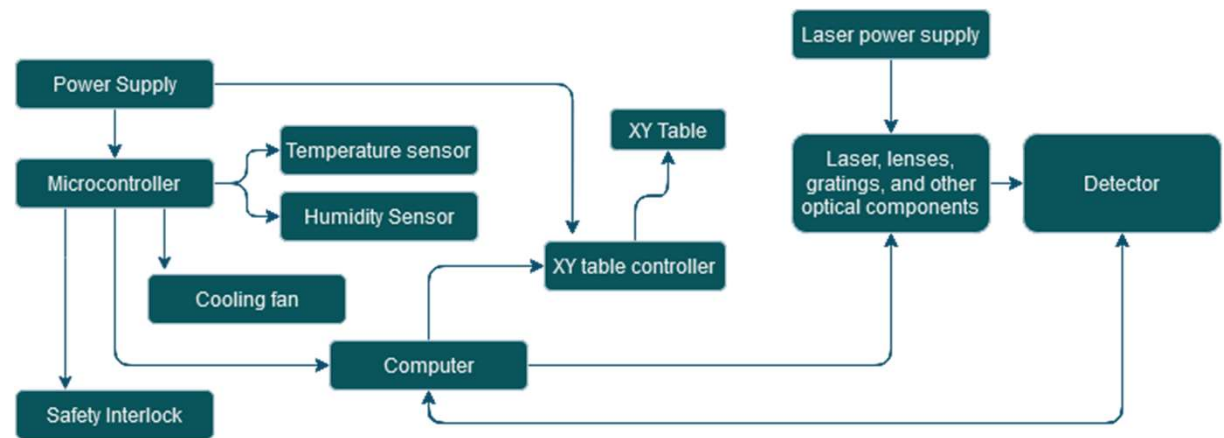 Laser power supply
Power Supply
XY Table
Temperature sensor
Laser, lenses,
gratings, and other
optical components
Detector
Microcontroller
Humidity Sensor
XY table controller
Cooling fan
Computer
Safety Interlock